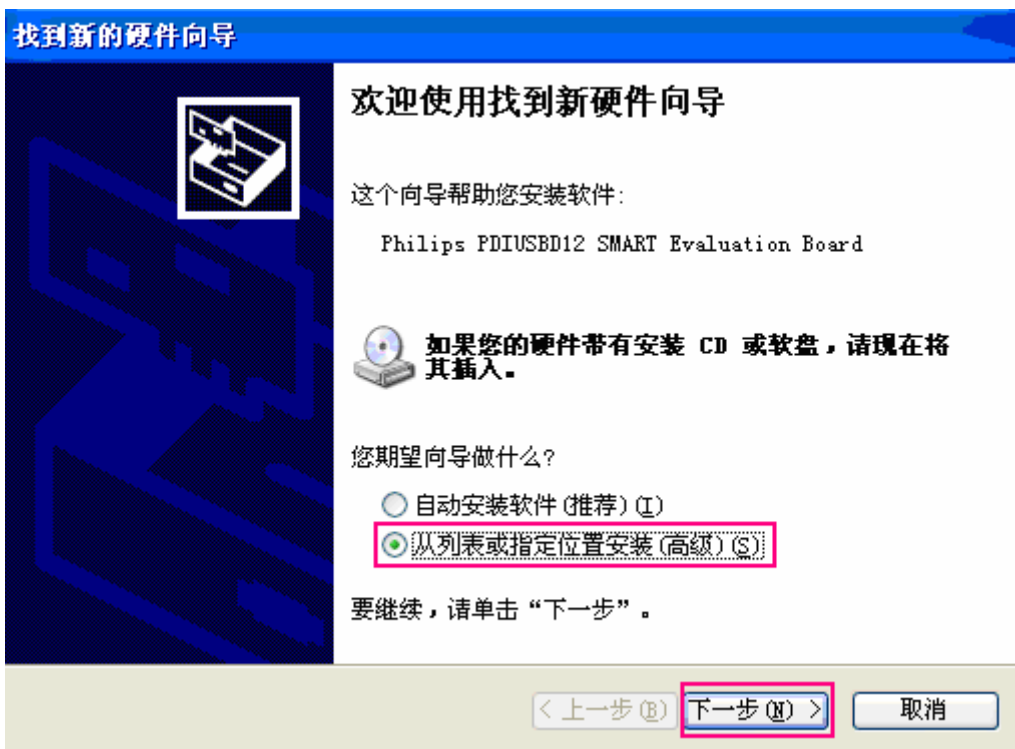 找到新的硬件向导
欢迎使用找到新硬件向导
这个向导帮助您安装软件:
Philips PDIUSBD12 SMART Evaluation Board
如果您的硬件带有安装 CD 或软盘，请现在将
其插入。
您期望向导做什么?
自动安装软件(推荐)(I)
从列表或指定位置安装(高级)(S)
要继续，请单击“下一步”。
< 上一步(B)
下一步(N) >
取消